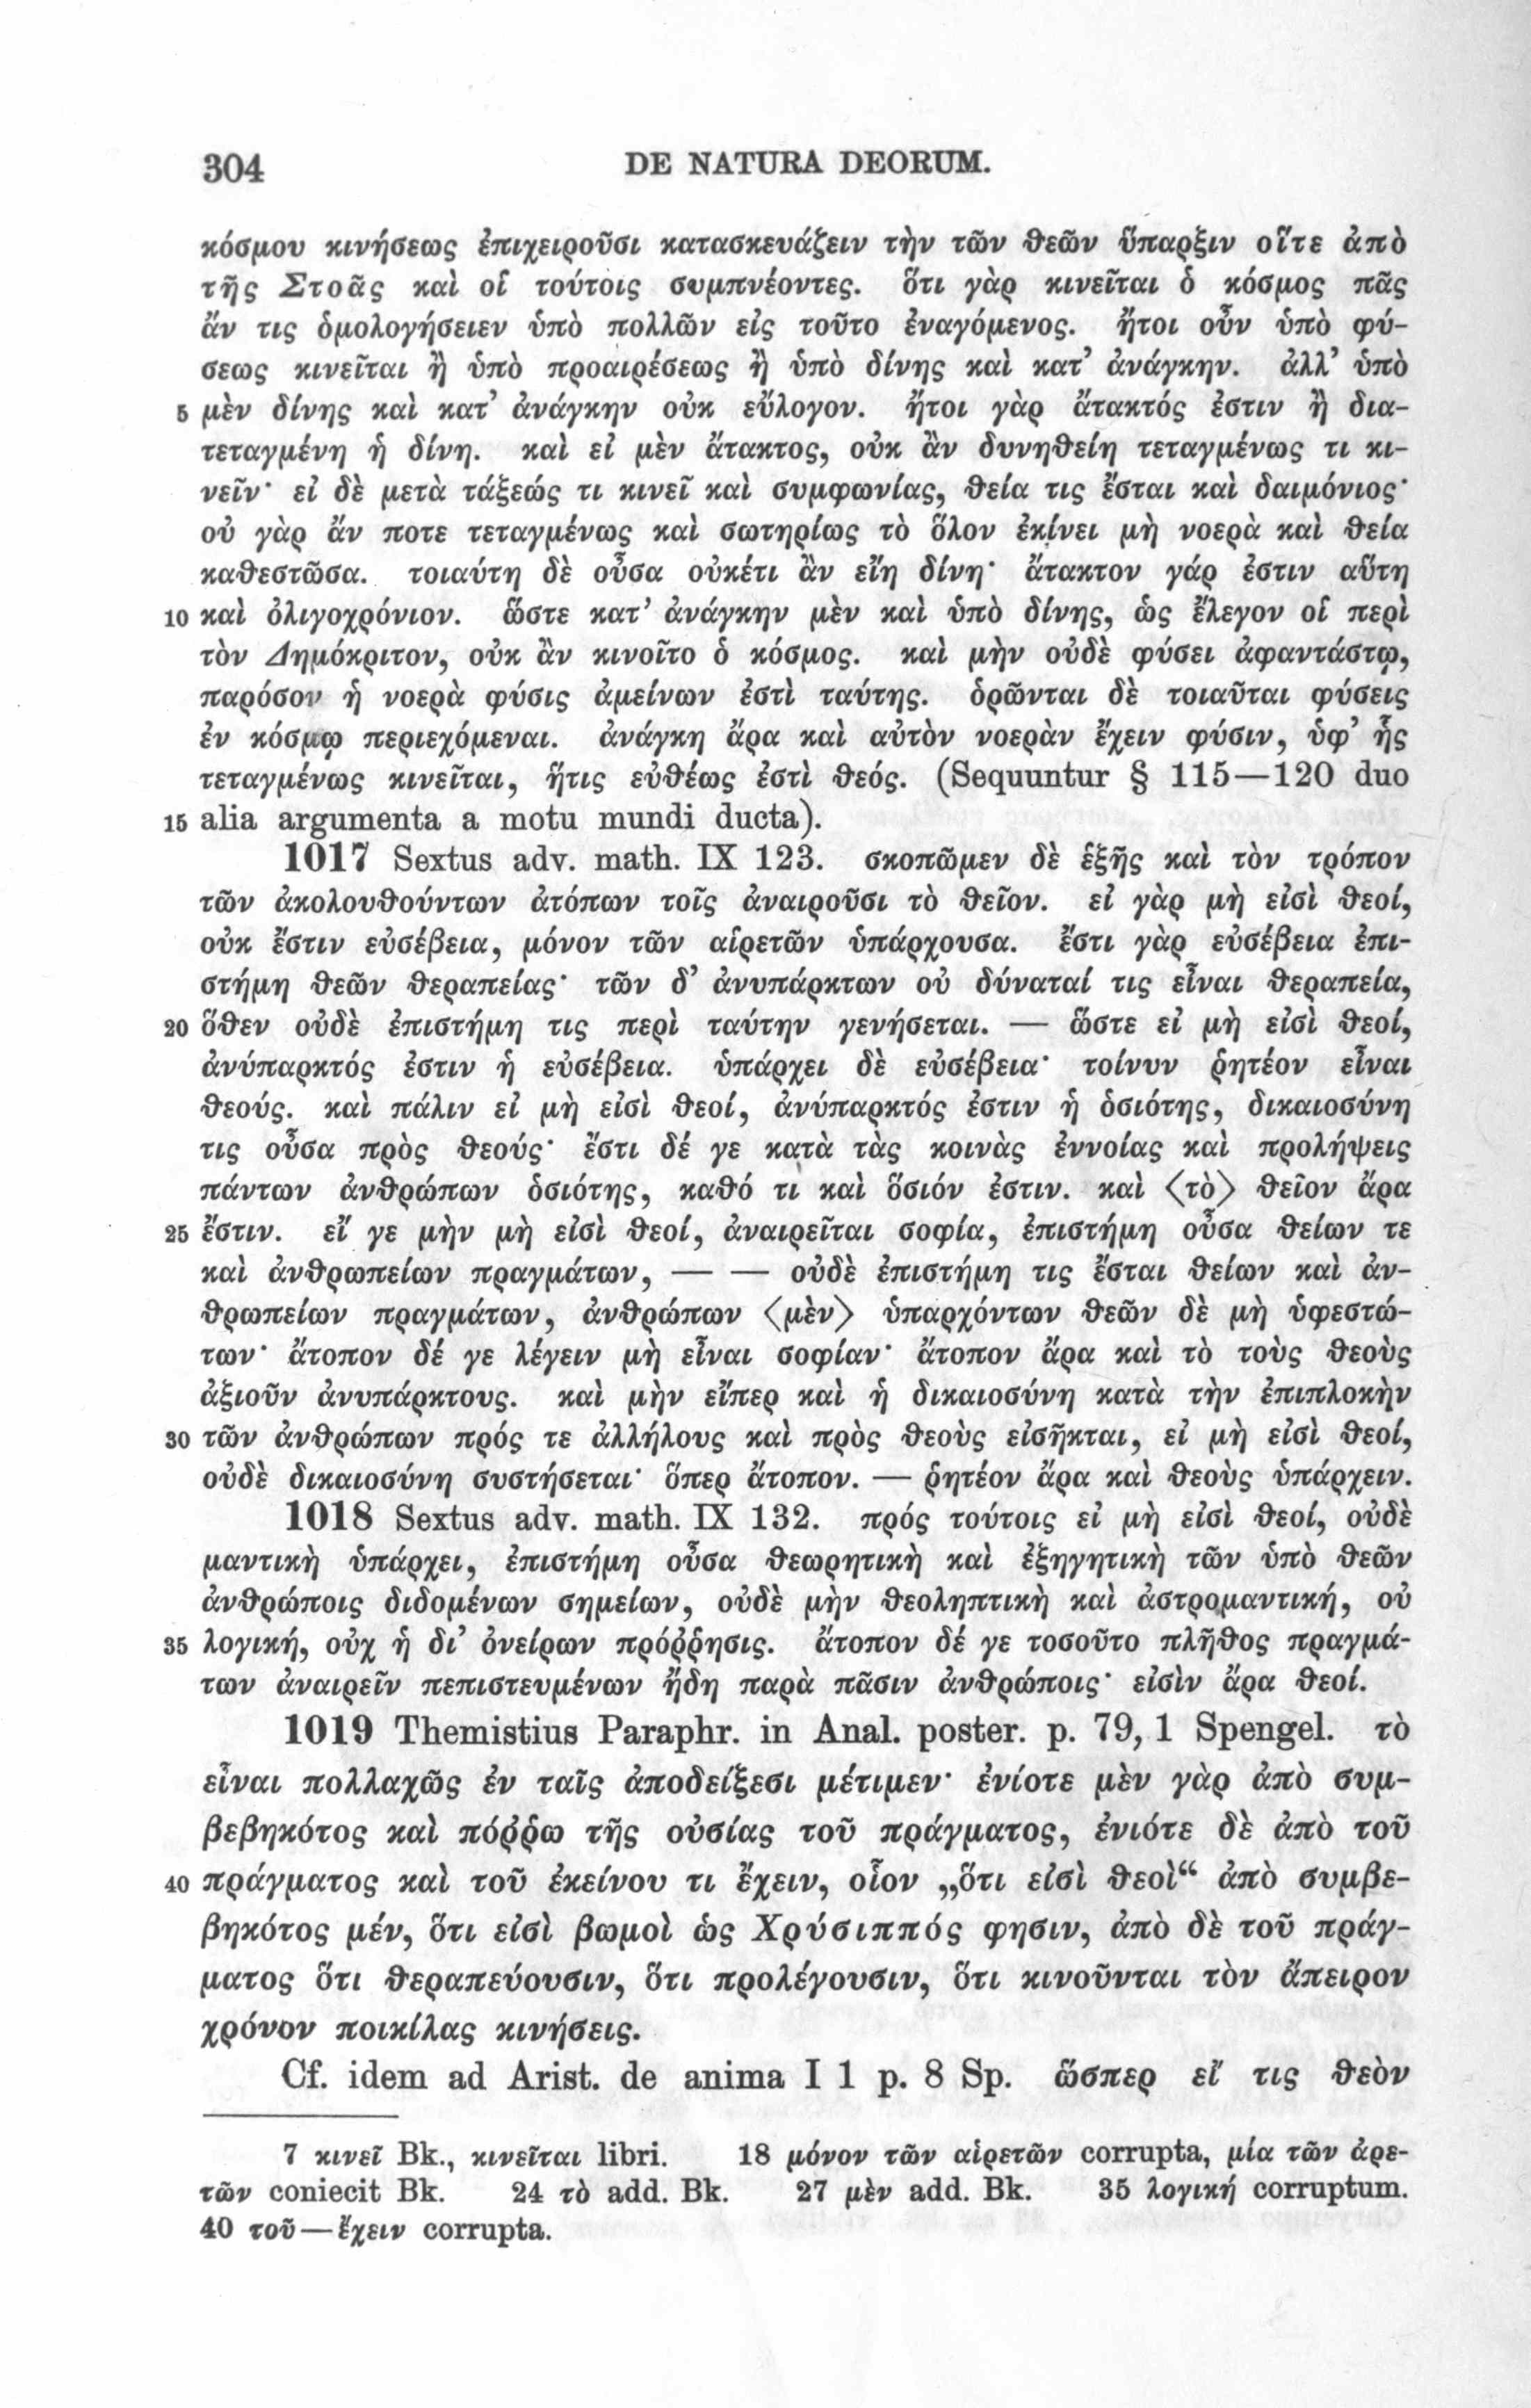 304 DE NATURA DEORUM.
κόσμου κινήσεως ἐπιχειροῦσι κατασκευάζειν τὴν τῶν θεῶν ὕπαρξιν οἵτε ἀπὸ
τῆς Στοᾶς καὶ οἱ τούτοις συμπνέοντες. ὅτι γὰρ κινεῖται ὁ κόσμος πᾶς
ἄν τις ὁμολογήσειεν ὑπὸ πολλῶν εἰς τοῦτο ἐναγόμενος. ἤτοι οὖν ὑπὸ φύ-
σεως κινεῖται ἢ ὑπὸ προαιρέσεως ἢ ὑπὸ δίνης καὶ κατ’ ἀνάγκην. ἀλλ’ ὑπὸ
5 μὲν δίνης καὶ κατ’ ἀνάγκην οὐκ εὔλογον. ἤτοι γὰρ ἄτακτός ἐστιν ἢ δια-
τεταγμένη ἡ δίνη. καὶ εἰ μὲν ἄτακτος, οὐκ ἂν δυνηθείη τεταγμένως τι κι-
νεῖν· εἰ δὲ μετὰ τάξεώς τι κινεῖ καὶ συμφωνίας, θεία τις ἔσται καὶ δαιμόνιος·
οὐ γὰρ ἄν ποτε τεταγμένως καὶ σωτηρίως τὸ ὅλον ἐκίνει μὴ νοερὰ καὶ θεία
καθεστῶσα. τοιαύτη δὲ οὖσα οὐκέτι ἂν εἴη δίνη· ἄτακτον γάρ ἐστιν αὕτη
10 καὶ ὀλιγοχρόνιον. ὥστε κατ’ ἀνάγκην μὲν καὶ ὑπὸ δίνης, ὡς ἔλεγον οἱ περὶ
τὸν Δημόκριτον, οὐκ ἂν κινοῖτο ὁ κόσμος. καὶ μὴν οὐδὲ φύσει ἀφαντάστῳ,
παρόσον ἡ νοερὰ φύσις ἀμείνων ἐστὶ ταύτης. ὁρῶνται δὲ τοιαῦται φύσεις
ἐν κόσμῳ περιεχόμεναι. ἀνάγκη ἄρα καὶ αὐτὸν νοερὰν ἔχειν φύσιν, ὑφ’ ἧς
τεταγμένως κινεῖται, ἥτις εὐθέως ἐστὶ θεός. (Sequuntur § 115—120 duo
15 alia argumenta a motu mundi ducta).
1017 Sextus adv. math. IX 123. σκοπῶμεν δὲ ἑξῆς καὶ τὸν τρόπον
τῶν ἀκολουθούντων ἀτόπων τοῖς ἀναιροῦσι τὸ θεῖον. εἰ γὰρ μὴ εἰσὶ θεοί,
οὐκ ἔστιν εὐσέβεια, μόνον τῶν αἱρετῶν ὑπάρχουσα. ἔστι γὰρ εὐσέβεια ἐπι-
στήμη θεῶν θεραπείας· τῶν δ’ ἀνυπάρκτων οὐ δύναταί τις εἶναι θεραπεία,
20 ὅθεν οὐδὲ ἐπιστήμη τις περὶ ταύτην γενήσεται. — ὥστε εἰ μὴ εἰσὶ θεοί,
ἀνύπαρκτός ἐστιν ἡ εὐσέβεια. ὑπάρχει δὲ εὐσέβεια· τοίνυν ῥητέον εἶναι
θεούς. καὶ πάλιν εἰ μὴ εἰσὶ θεοί, ἀνύπαρκτός ἐστιν ἡ ὁσιότης, δικαιοσύνη
τις οὖσα πρὸς θεούς· ἔστι δέ γε κατὰ τὰς κοινὰς ἐννοίας καὶ προλήψεις
πάντων ἀνθρώπων ὁσιότης, καθό τι καὶ ὅσιόν ἐστιν. καὶ ⟨τὸ⟩ θεῖον ἄρα
25 ἔστιν. εἴ γε μὴν μὴ εἰσὶ θεοί, ἀναιρεῖται σοφία, ἐπιστήμη οὖσα θείων τε
καὶ ἀνθρωπείων πραγμάτων, — — οὐδὲ ἐπιστήμη τις ἔσται θείων καὶ ἀν-
θρωπείων πραγμάτων, ἀνθρώπων ⟨μὲν⟩ ὑπαρχόντων θεῶν δὲ μὴ ὑφεστώ-
των· ἄτοπον δέ γε λέγειν μὴ εἶναι σοφίαν· ἄτοπον ἄρα καὶ τὸ τοὺς θεοὺς
ἀξιοῦν ἀνυπάρκτους. καὶ μὴν εἴπερ καὶ ἡ δικαιοσύνη κατὰ τὴν ἐπιπλοκὴν
30 τῶν ἀνθρώπων πρός τε ἀλλήλους καὶ πρὸς θεοὺς εἰσῆκται, εἰ μὴ εἰσὶ θεοί,
οὐδὲ δικαιοσύνη συστήσεται· ὅπερ ἄτοπον. — ῥητέον ἄρα καὶ θεοὺς ὑπάρχειν.
1018 Sextus adv. math. IX 132. πρός τούτοις εἰ μὴ εἰσὶ θεοί, οὐδὲ
μαντικὴ ὑπάρχει, ἐπιστήμη οὖσα θεωρητικὴ καὶ ἐξηγητικὴ τῶν ὑπὸ θεῶν
ἀνθρώποις διδομένων σημείων, οὐδὲ μὴν θεοληπτικὴ καὶ ἀστρομαντική, οὐ
35 λογική, οὐχ ἡ δι’ ὀνείρων πρόῤῥησις. ἄτοπον δέ γε τοσοῦτο πλῆθος πραγμά-
των ἀναιρεῖν πεπιστευμένων ἤδη παρὰ πᾶσιν ἀνθρώποις· εἰσὶν ἄρα θεοί.
1019 Themistius Paraphr. in Anal. poster. p. 79, 1 Spengel. τὸ
εἶναι πολλαχῶς ἐν ταῖς ἀποδείξεσι μέτιμεν· ἐνίοτε μὲν γὰρ ἀπὸ συμ-
βεβηκότος καὶ πόῤῥω τῆς οὐσίας τοῦ πράγματος, ἐνιότε δὲ ἀπὸ τοῦ
40 πράγματος καὶ τοῦ ἐκείνου τι ἔχειν, οἷον „ὅτι εἰσὶ θεοὶ“ ἀπὸ συμβε-
βηκότος μέν, ὅτι εἰσὶ βωμοὶ ὡς Χρύσιππός φησιν, ἀπὸ δὲ τοῦ πράγ-
ματος ὅτι θεραπεύουσιν, ὅτι προλέγουσιν, ὅτι κινοῦνται τὸν ἄπειρον
χρόνον ποικίλας κινήσεις.
Cf. idem ad Arist. de anima I 1 p. 8 Sp. ὥσπερ εἴ τις θεὸν
7 κινεῖ Bk., κινεῖται libri. 18 μόνον τῶν αἱρετῶν corrupta, μία τῶν ἀρε-
τῶν coniecit Bk. 24 τὸ add. Bk. 27 μὲν add. Bk. 35 λογική corruptum.
40 τοῦ — ἔχειν corrupta.